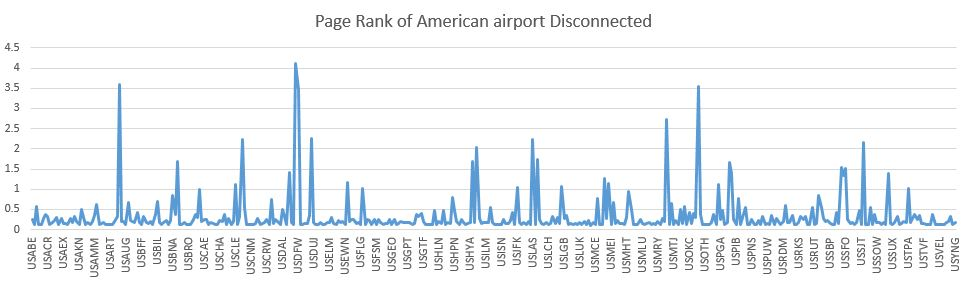 Page Rank of American airport Disconnected
4.5
4
3.5
3
2.5
2
1.5
1
0.5
0
USABE
USACR
USAEX
USAKN
USAMM
USART
USAUG
USBFF
USBIL
USBNA
USBRO
USCAE
USCHA
USCLE
USCNM
USCRW
USDAL
USDFW
USDUJ
USELM
USEWN
USFLG
USFSM
USGEO
USGPT
USGTF
USHLN
USHPN
USHYA
USILM
USISN
USJFK
USLAS
USLCH
USLGB
USLUK
USMCE
USMEI
USMHT
USMLU
USMRY
USMTJ
USOKC
USOTH
USPGA
USPIB
USPNS
USPUW
USRDM
USRKS
USRUT
USSBP
USSFO
USSJT
USSOW
USSUX
USTPA
USTYF
USVEL
USYNG